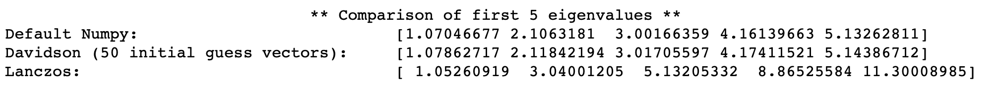 ** Comparison of first 5 eigenvalues **
Default Numpy: [1.07046677 2.1063181  3.00166359 4.16139663 5.13262811]
Davidson (50 initial guess vectors): [1.07862717 2.11842194 3.01705597 4.17411521 5.14386712]
Lanczos: [ 1.05260919  3.04001205  5.13205332  8.86525584 11.30008985]